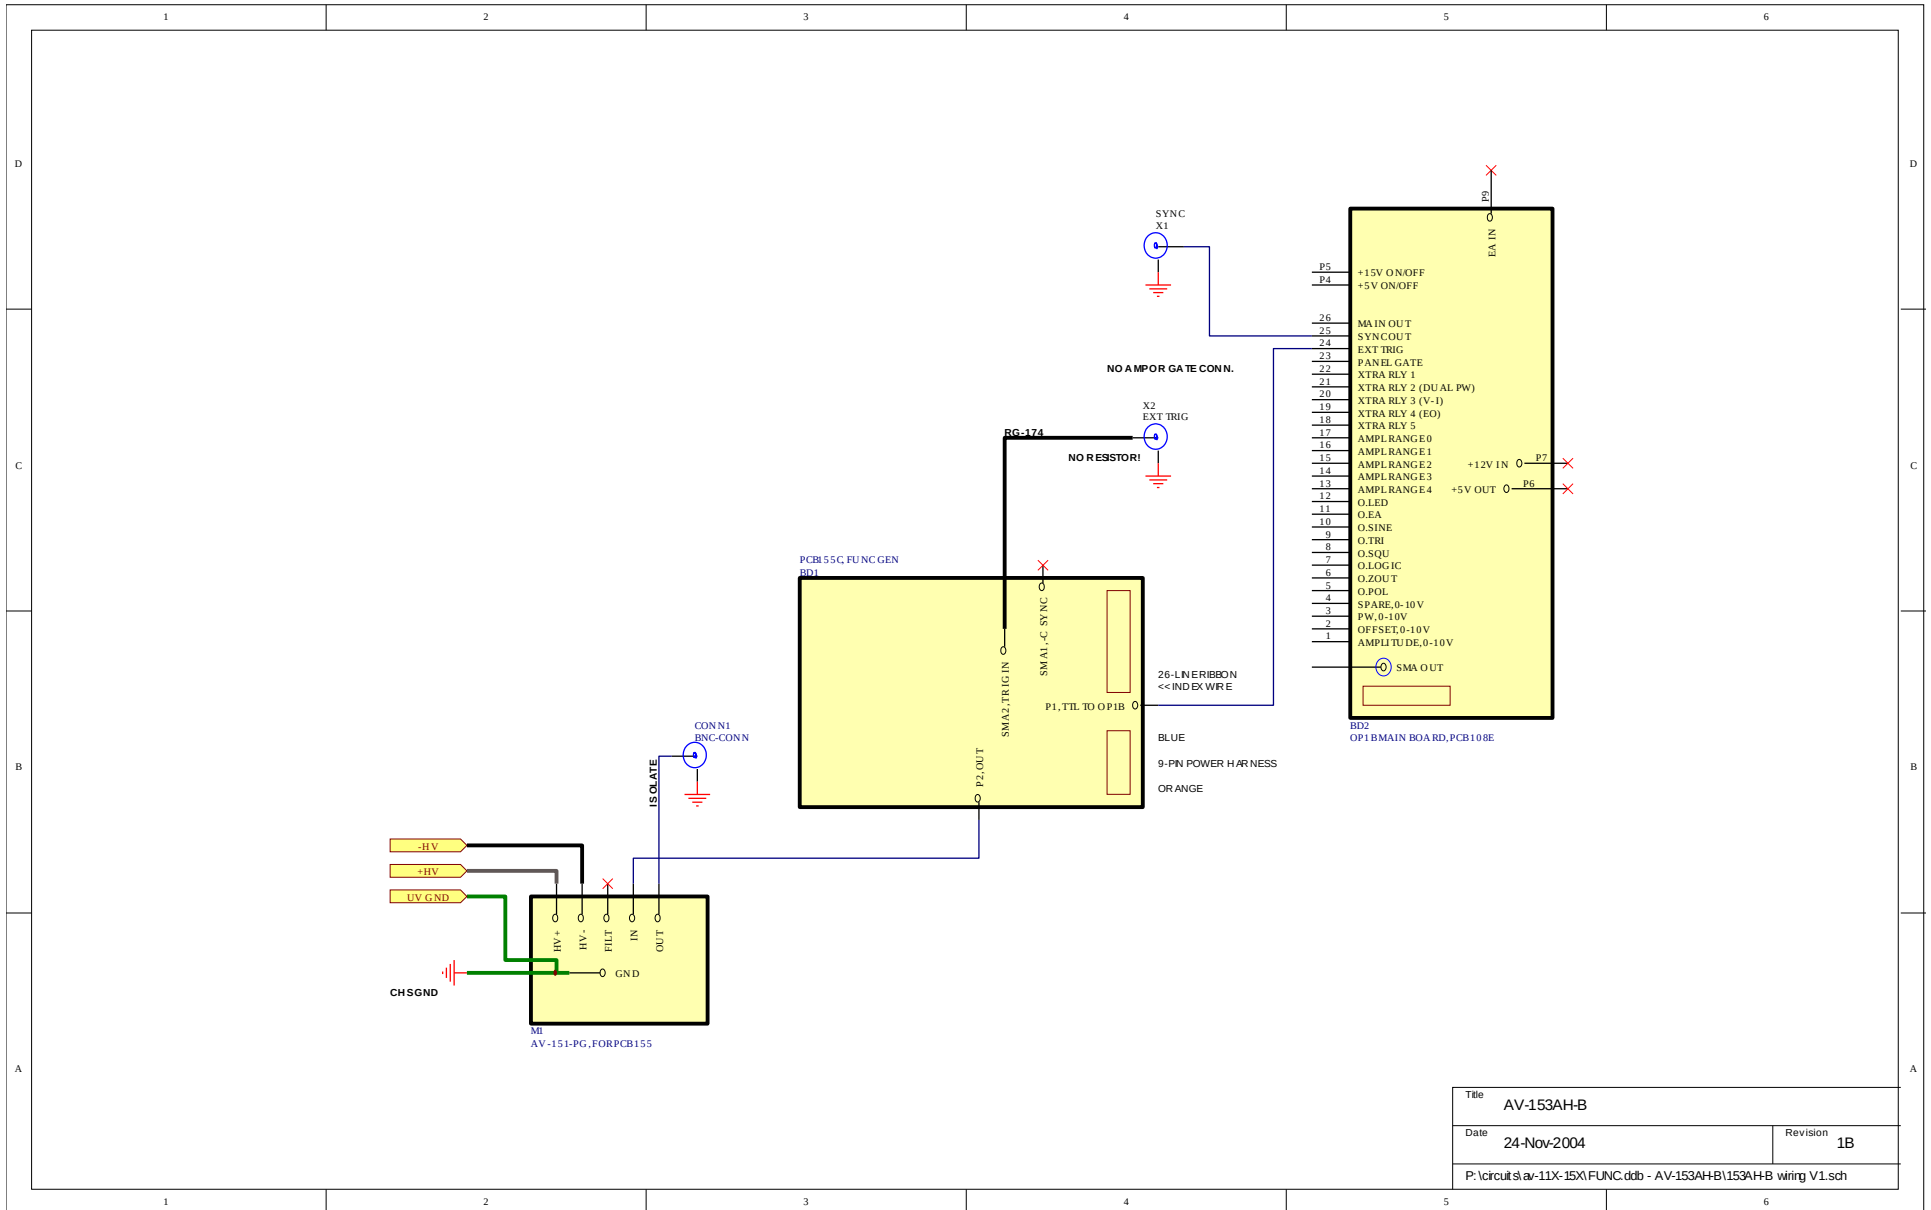 1 2 3 4 5 6
D D
P9
EA IN
SYNC
X1
P5 +15V ON/OFF
P4 +5V ON/OFF
26 MAIN OUT
25 SYNC OUT
24 EXT TRIG
23 PANEL GATE
22 XTRA RLY 1
21 XTRA RLY 2 (DUAL PW)
20 XTRA RLY 3 (V-I)
19 XTRA RLY 4 (EO)
18 XTRA RLY 5
17 AMPL RANGE 0
16 AMPL RANGE 1
15 AMPL RANGE 2
14 AMPL RANGE 3
13 AMPL RANGE 4
12 O.LED
11 O.EA
10 O.SINE
9 O.TRI
8 O.SQU
7 O.LOGIC
6 O.ZOUT
5 O.POL
4 SPARE, 0-10V
3 PW, 0-10V
2 OFFSET, 0-10V
1 AMPLITUDE, 0-10V
SMA OUT
+12V IN P7
+5V OUT P6
BD2
OP1B MAIN BOARD, PCB108E
NO AMP OR GATE CONN.
X2
EXT TRIG
RG-174
NO RESISTOR!
C C
PCB155C, FUNC GEN
BD1
SMA1, -C SYNC
SMA2, TRIG IN
P1, TTL TO OP1B
P2, OUT
26-LINE RIBBON
<< INDEX WIRE
BLUE
9-PIN POWER HARNESS
ORANGE
B B
CONN1
BNC-CONN
ISOLATE
-HV
+HV
UV GND
HV+
HV-
FILT
IN
OUT
GND
CHS GND
M1
AV-151-PG, FOR PCB155
A A
Title AV-153AH-B
Date 24-Nov-2004 Revision 1B
P:\circuits\av-11X-15X\FUNC.ddb - AV-153AH-B\153AH-B wiring V1.sch
1 2 3 4 5 6